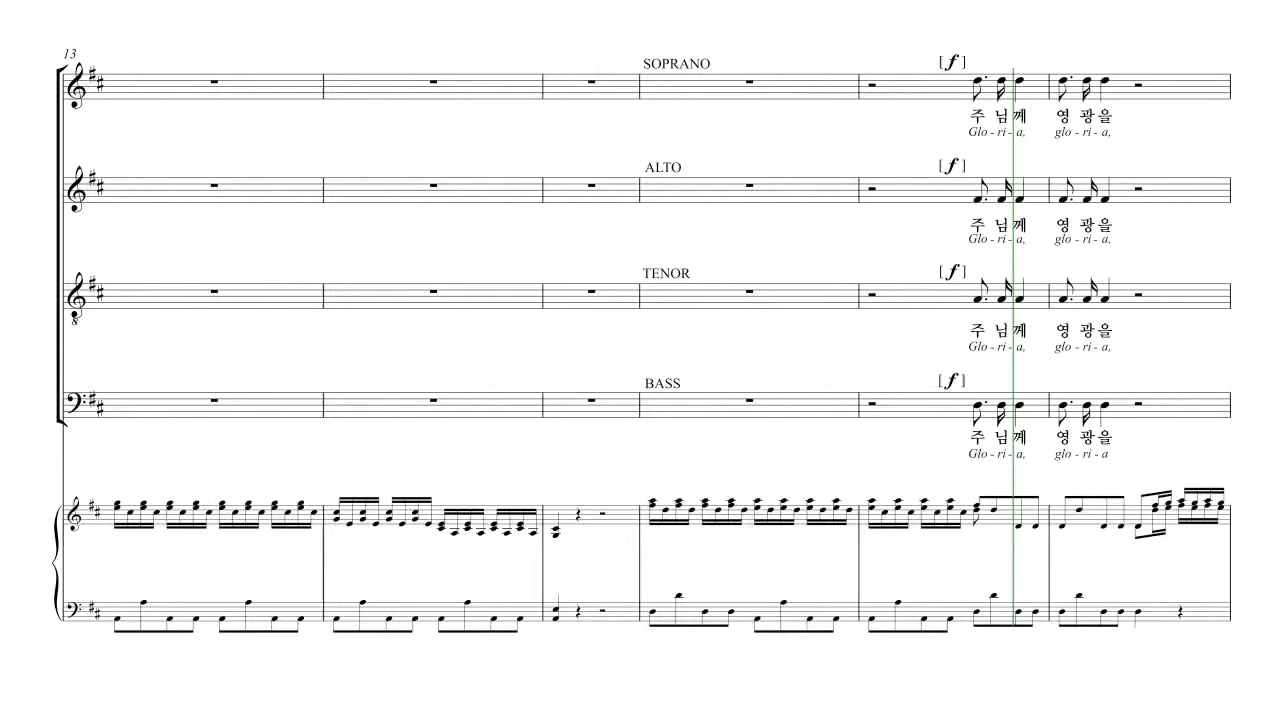 13
SOPRANO
[f]
주 님 께 영 광 을
Glo - ri - a, glo - ri - a,
ALTO
[f]
주 님 께 영 광 을
Glo - ri - a, glo - ri - a,
TENOR
[f]
주 님 께 영 광 을
Glo - ri - a, glo - ri - a,
BASS
[f]
주 님 께 영 광 을
Glo - ri - a, glo - ri - a